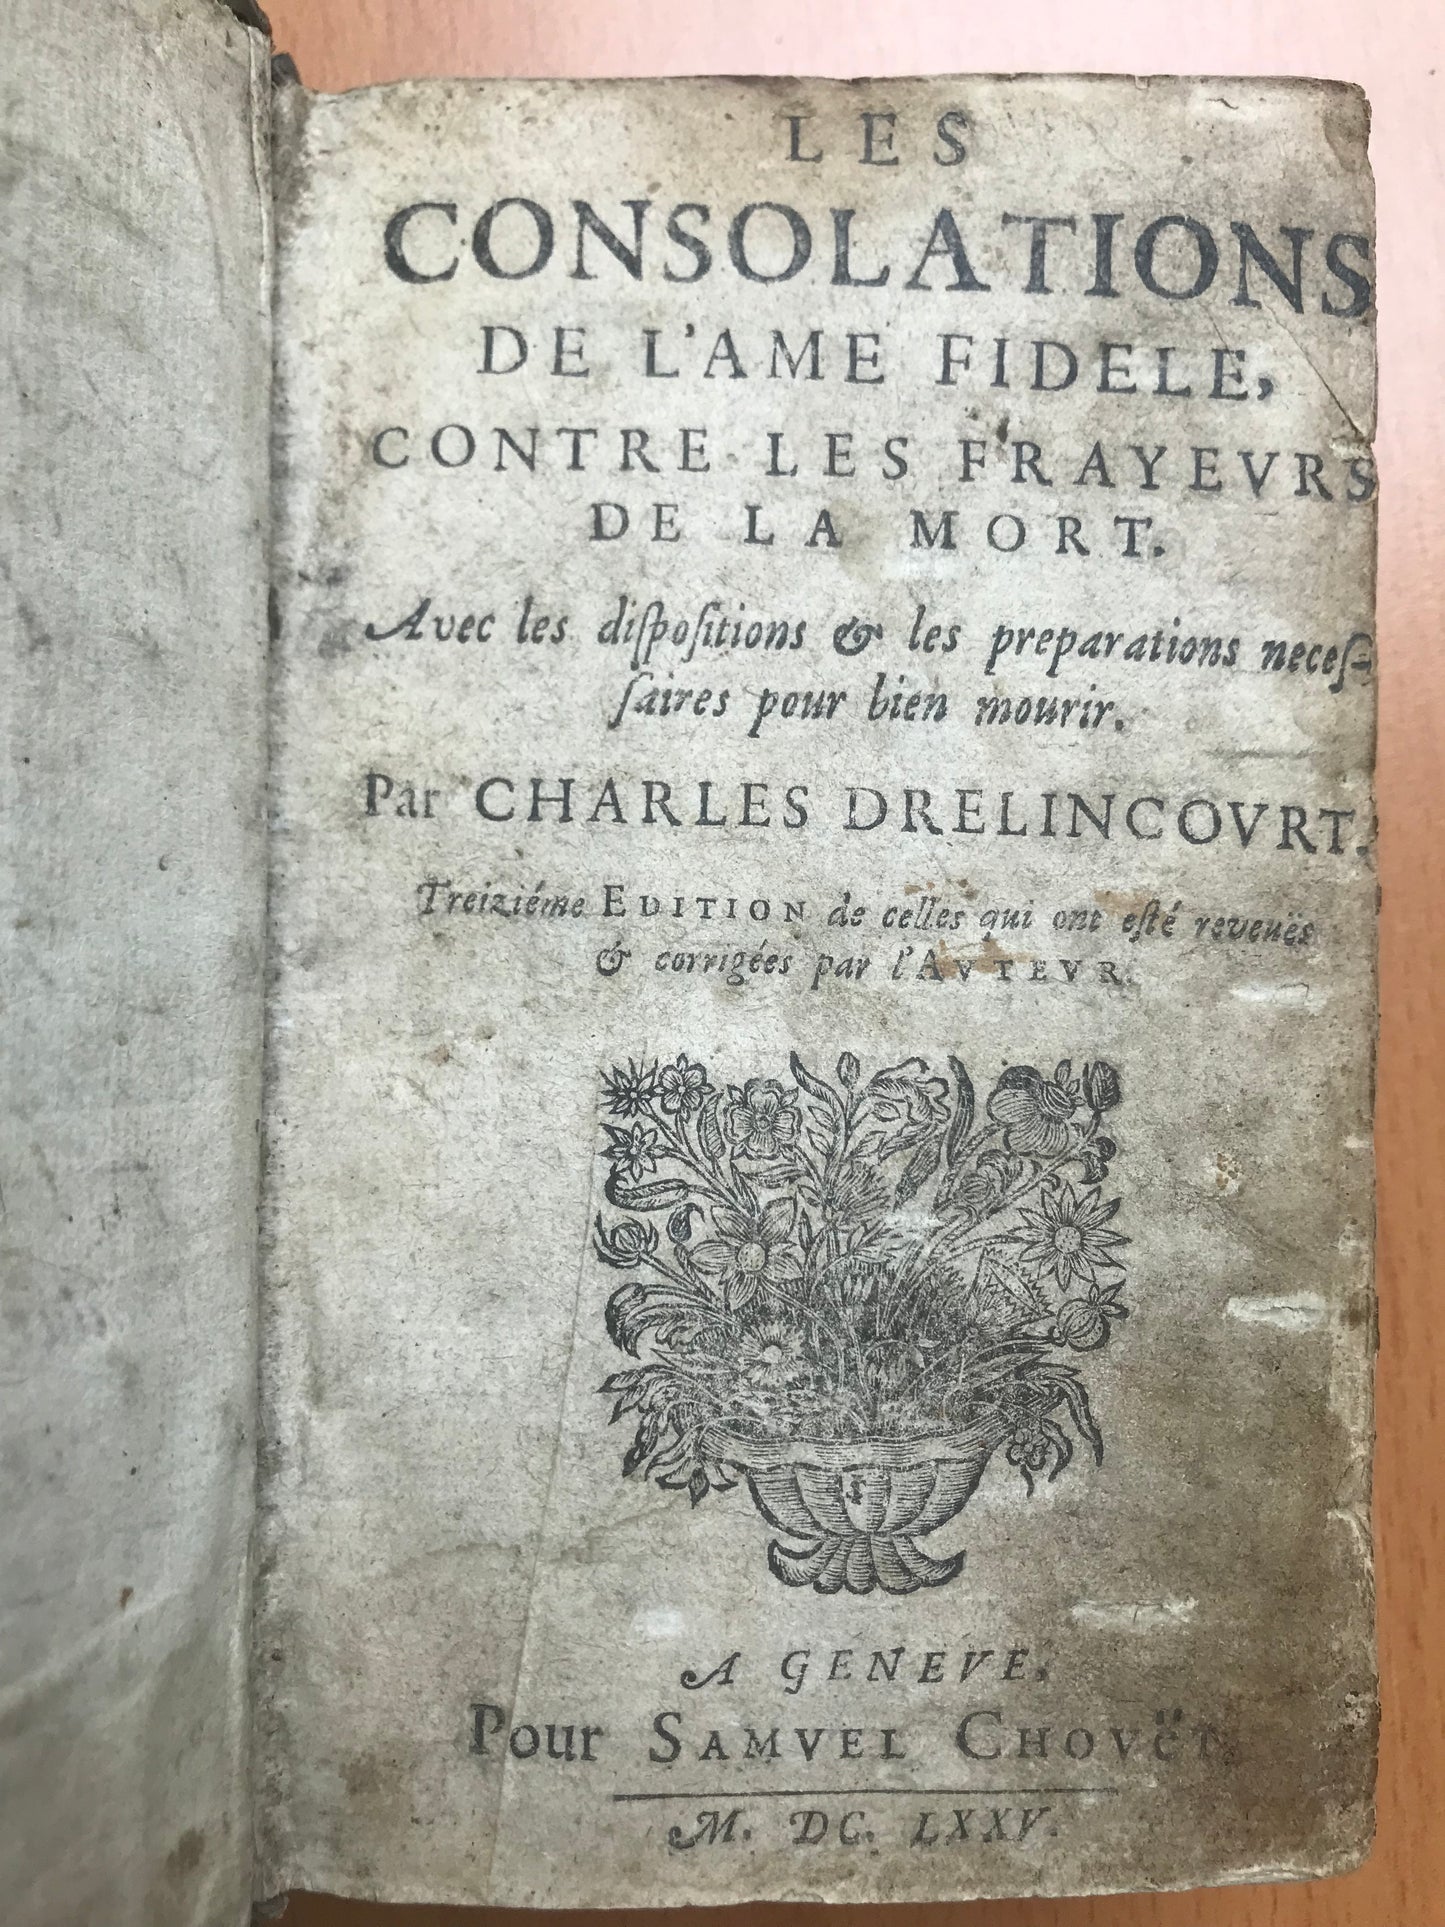 LES
CONSOLATIONS
DE L'AME FIDELE,
CONTRE LES FRAYEVRS
DE LA MORT.
Avec les diſpoſitions & les preparations neceſ-
ſaires pour bien mourir.
Par CHARLES DRELINCOVRT.
Treiziéme EDITION de celles qui ont eſté reveuës
& corrigées par l'AVTEVR.
A GENEVE,
Pour SAMVEL CHOVËT,
M. DC. LXXV.